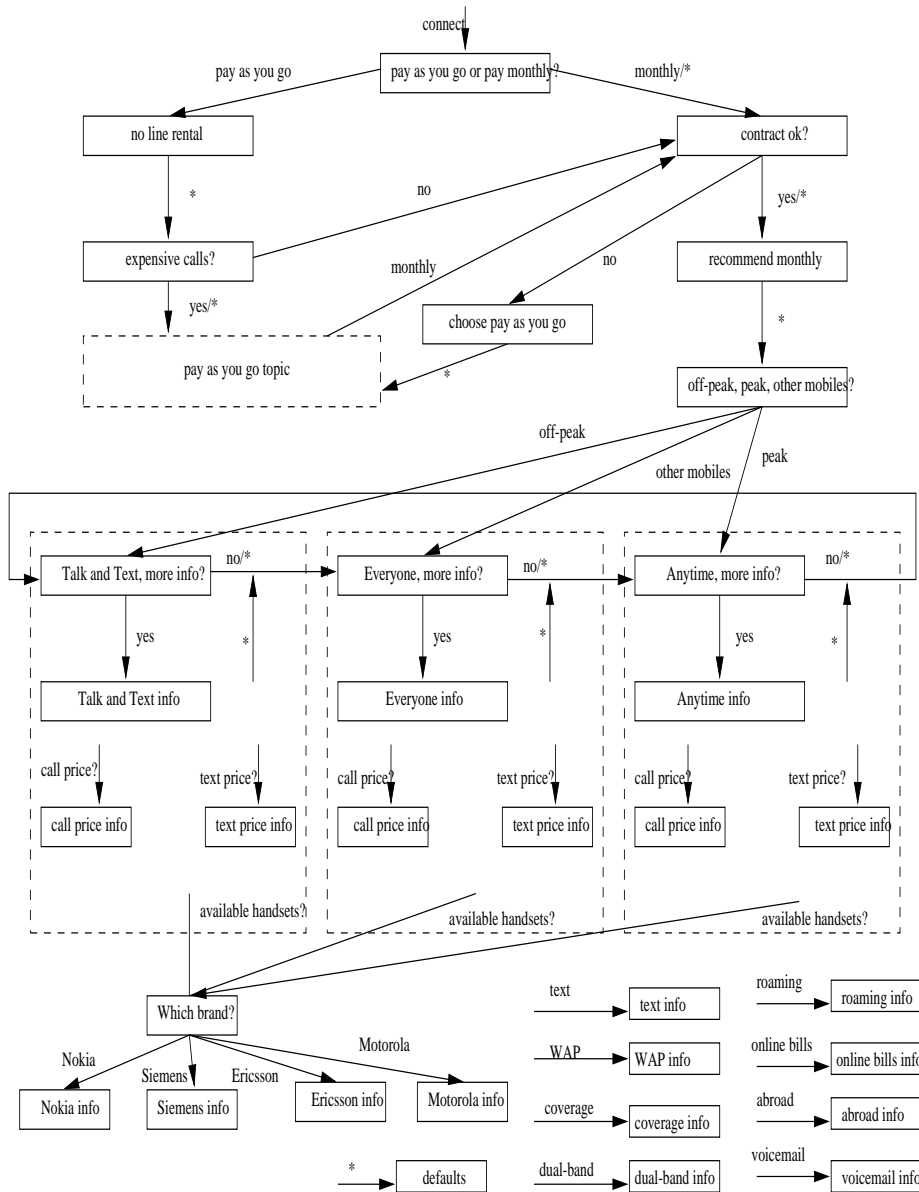 connect
pay as you go
pay as you go or pay monthly?
monthly/*
no line rental
contract ok?
*
no
yes/*
expensive calls?
monthly
no
recommend monthly
yes/*
choose pay as you go
*
pay as you go topic
*
off-peak, peak, other mobiles?
off-peak
other mobiles
peak
Talk and Text, more info?
no/*
Everyone, more info?
no/*
Anytime, more info?
no/*
yes
*
yes
*
yes
*
Talk and Text info
Everyone info
Anytime info
call price?
text price?
call price?
text price?
call price?
text price?
call price info
text price info
call price info
text price info
call price info
text price info
available handsets?
available handsets?
available handsets?
Which brand?
text
text info
roaming
roaming info
Nokia
Siemens
Ericsson
Motorola
WAP
WAP info
online bills
online bills info
Nokia info
Siemens info
Ericsson info
Motorola info
coverage
coverage info
abroad
abroad info
*
defaults
dual-band
dual-band info
voicemail
voicemail info